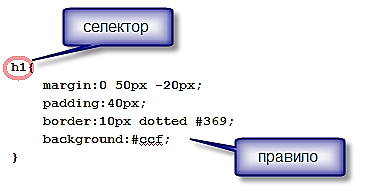 селектор
h1{
margin:0 50px -20px;
padding:40px;
border:10px dotted #369;
background:#ccf;
правило
}